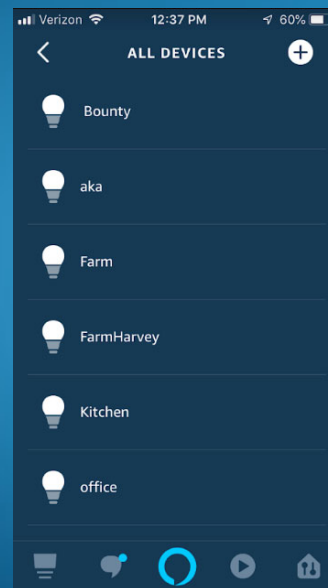 Verizon 12:37 PM 60%
ALL DEVICES
Bounty
aka
Farm
FarmHarvey
Kitchen
office